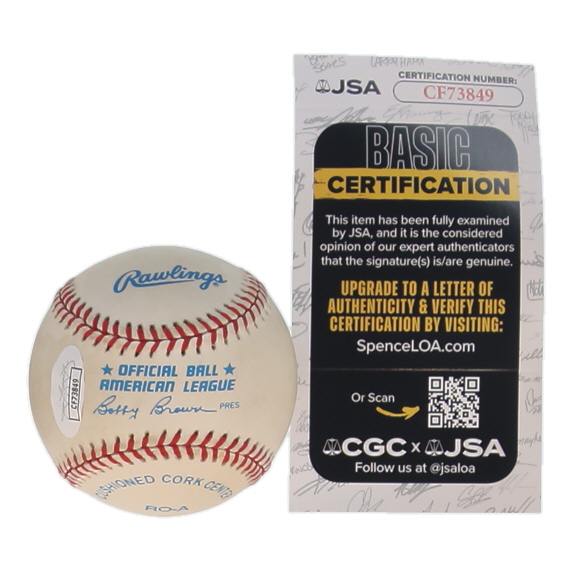 Rawlings
★ OFFICIAL BALL ★
AMERICAN LEAGUE
Bobby Brown PRES
CUSHIONED CORK CENTER
RO-A
CF73849
JSA
CERTIFICATION NUMBER:
CF73849
BASIC
CERTIFICATION
This item has been fully examined
by JSA, and it is the considered
opinion of our expert authenticators
that the signature(s) is/are genuine.
UPGRADE TO A LETTER OF
AUTHENTICITY & VERIFY THIS
CERTIFICATION BY VISITING:
SpenceLOA.com
Or Scan
CGC x JSA
Follow us at @jsaloa